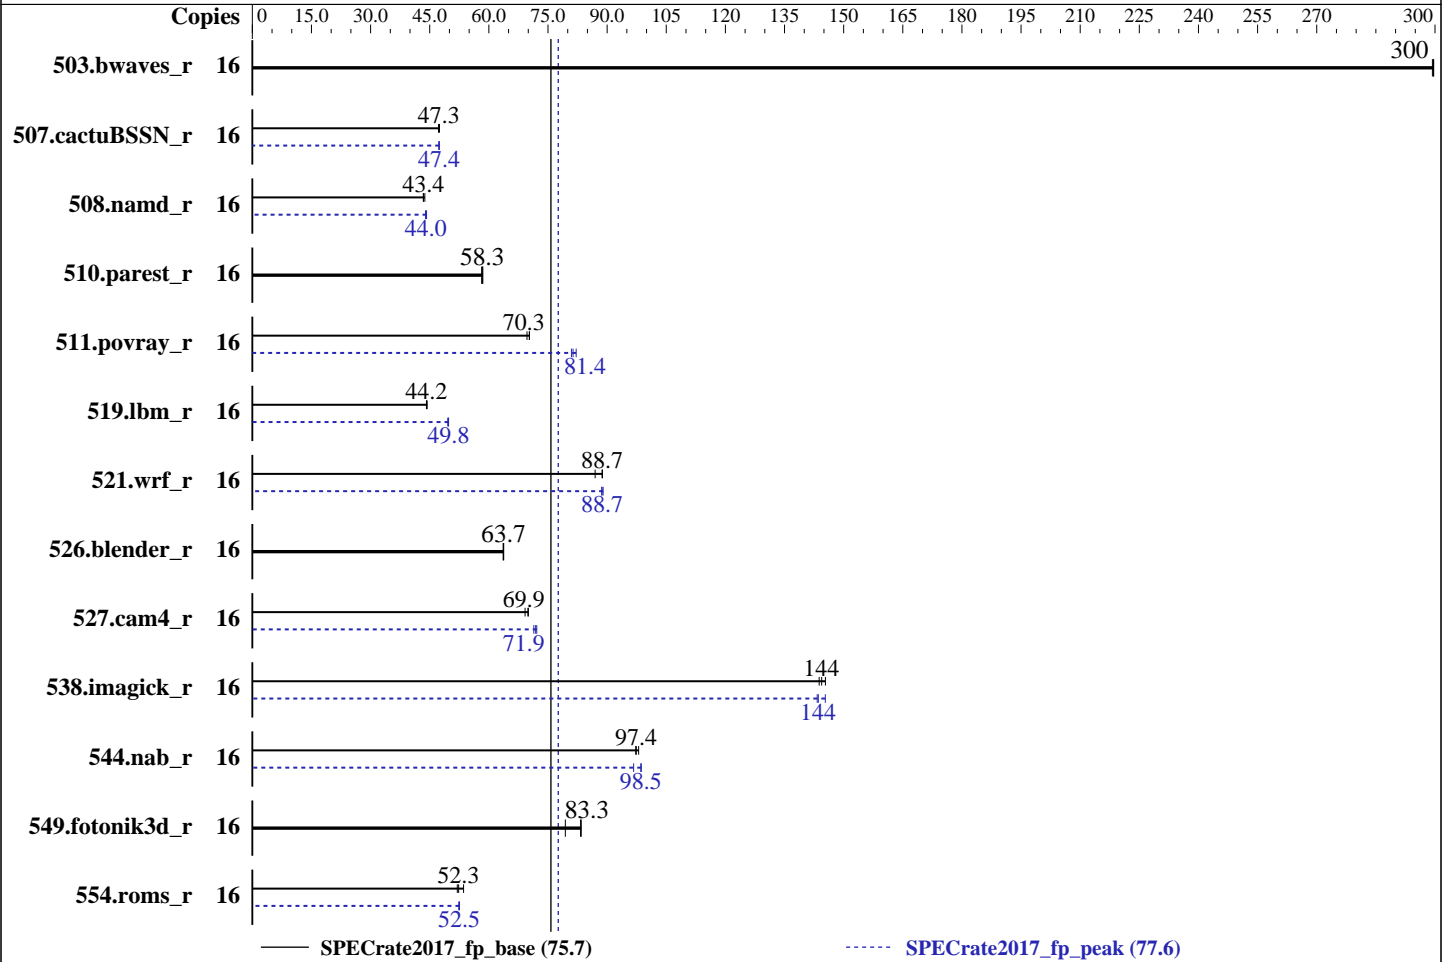 Copies 0 15.0 30.0 45.0 60.0 75.0 90.0 105 120 135 150 165 180 195 210 225 240 255 270 300
300
503.bwaves_r 16
47.3
507.cactuBSSN_r 16
47.4
43.4
508.namd_r 16
44.0
58.3
510.parest_r 16
70.3
511.povray_r 16
81.4
44.2
519.lbm_r 16
49.8
88.7
521.wrf_r 16
88.7
63.7
526.blender_r 16
69.9
527.cam4_r 16
71.9
144
538.imagick_r 16
144
97.4
544.nab_r 16
98.5
83.3
549.fotonik3d_r 16
52.3
554.roms_r 16
52.5
SPECrate2017_fp_base (75.7) SPECrate2017_fp_peak (77.6)